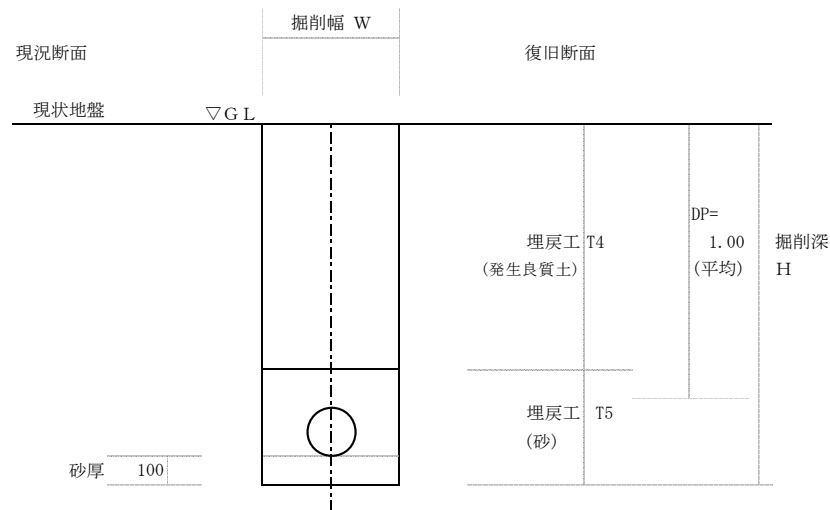 掘削幅 W
現況断面
復旧断面
現状地盤
▽GL
DP=
埋戻工 T4
1.00
掘削深
(発生良質土)
(平均)
H
埋戻工 T5
(砂)
砂厚 100